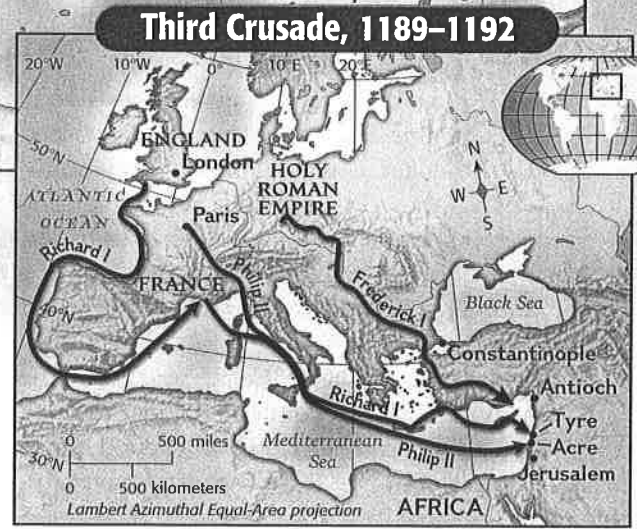 Third Crusade, 1189–1192
20°W
10°W
0°
10°E
20°E
50°N
ENGLAND
London
HOLY
ROMAN
EMPIRE
N
W
E
S
ATLANTIC
OCEAN
Paris
Richard I
FRANCE
Philip II
Frederick I
Black Sea
40°N
Constantinople
Antioch
Richard I
Tyre
Acre
Philip II
Mediterranean
Sea
Jerusalem
0 500 miles
30°N
0 500 kilometers
Lambert Azimuthal Equal-Area projection
AFRICA